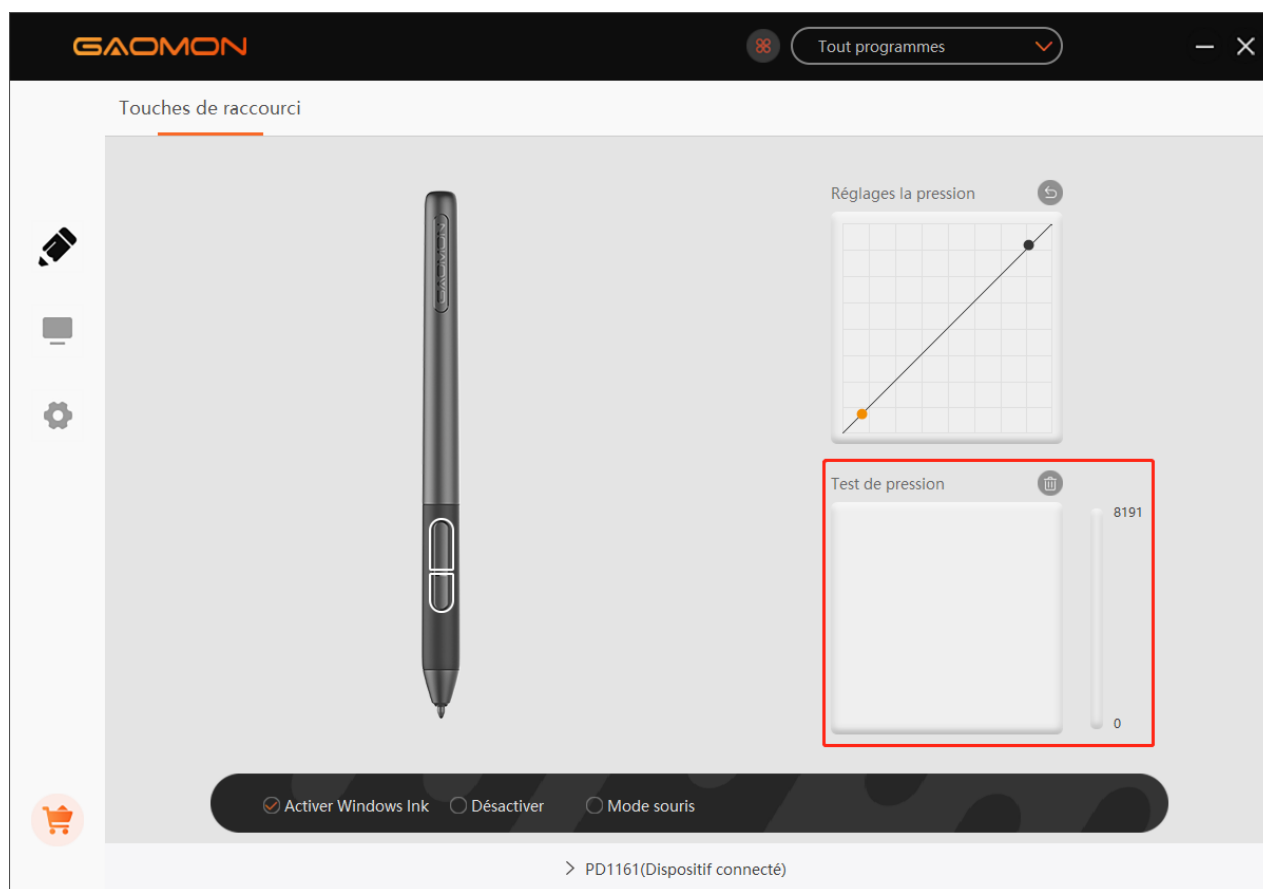 GAOMON
Tout programmes
Touches de raccourci
Réglages la pression
GAOMON
Test de pression
8191
0
Activer Windows Ink
Désactiver
Mode souris
PD1161(Dispositif connecté)